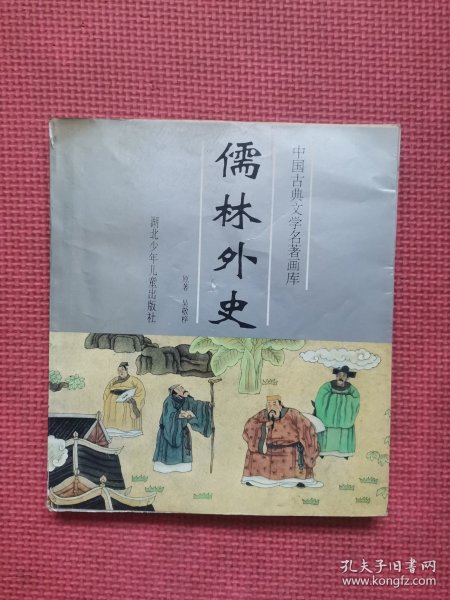 中国古典文学名著画库
儒林外史
原著 吴敬梓
湖北少年儿童出版社
孔夫子旧书网
www.kongfz.com